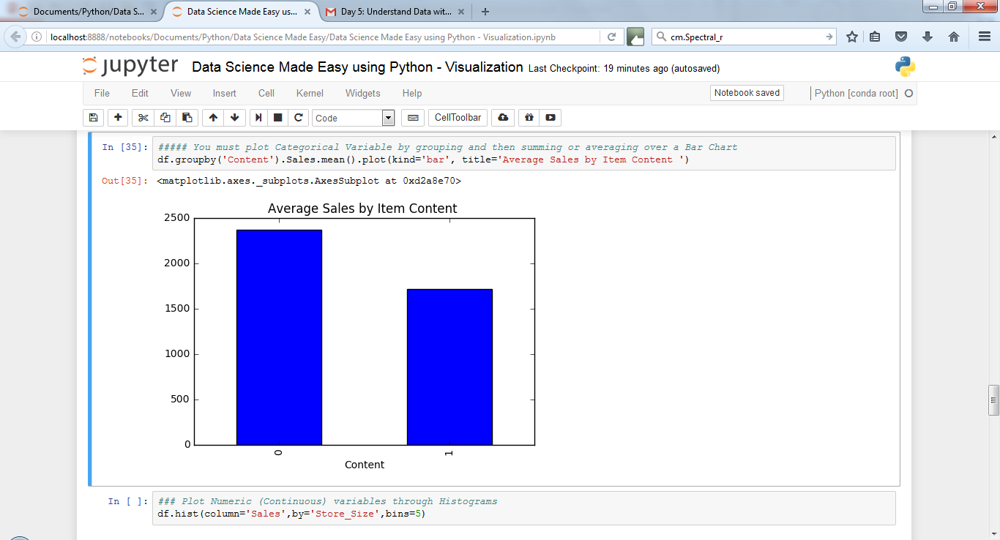 Documents/Python/Data S... × Data Science Made Easy us... × Day 5: Understand Data wit... × +
localhost:8888/notebooks/Documents/Python/Data Science Made Easy/Data Science Made Easy using Python - Visualization.ipynb cm.Spectral_r
jupyter Data Science Made Easy using Python - Visualization Last Checkpoint: 19 minutes ago (autosaved)
File Edit View Insert Cell Kernel Widgets Help Notebook saved Python [conda root]
Code CellToolbar
In [35]: ##### You must plot Categorical Variable by grouping and then summing or averaging over a Bar Chart
df.groupby('Content').Sales.mean().plot(kind='bar', title='Average Sales by Item Content ')
Out[35]: <matplotlib.axes._subplots.AxesSubplot at 0xd2a8e70>
Average Sales by Item Content
2500
2000
1500
1000
500
0
0 1
Content
In [ ]: ### Plot Numeric (Continuous) variables through Histograms
df.hist(column='Sales',by='Store_Size',bins=5)